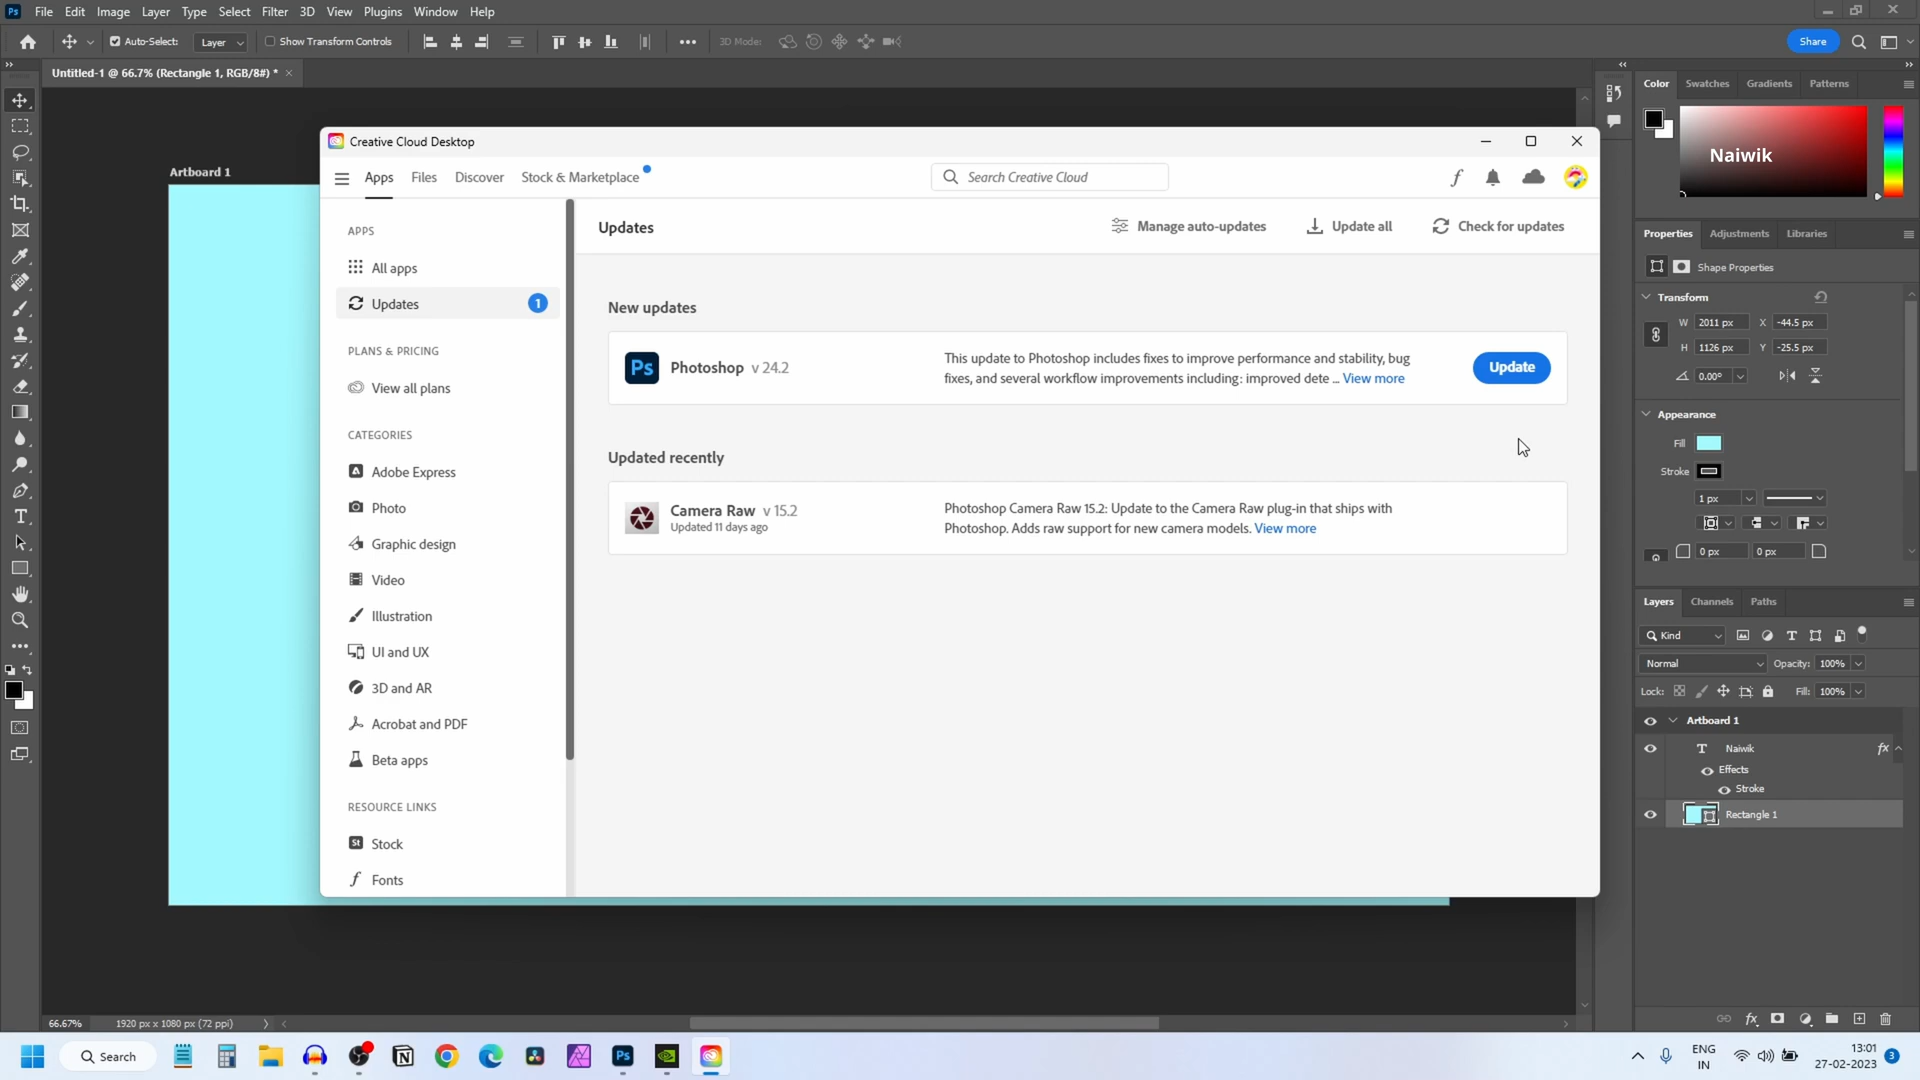 Ps File Edit Image Layer Type Select Filter 3D View Plugins Window Help
Auto-Select: Layer Show Transform Controls 3D Mode: Share
Untitled-1 @ 66.7% (Rectangle 1, RGB/8#) *
Artboard 1
Creative Cloud Desktop
Apps Files Discover Stock & Marketplace
Search Creative Cloud
APPS
All apps
Updates 1
PLANS & PRICING
View all plans
CATEGORIES
Adobe Express
Photo
Graphic design
Video
Illustration
UI and UX
3D and AR
Acrobat and PDF
Beta apps
RESOURCE LINKS
St Stock
Fonts
Updates
Manage auto-updates Update all Check for updates
New updates
Ps Photoshop v 24.2
This update to Photoshop includes fixes to improve performance and stability, bug
fixes, and several workflow improvements including: improved dete ... View more
Update
Updated recently
Camera Raw v 15.2
Updated 11 days ago
Photoshop Camera Raw 15.2: Update to the Camera Raw plug-in that ships with
Photoshop. Adds raw support for new camera models. View more
Color Swatches Gradients Patterns
Naiwik
Properties Adjustments Libraries
Shape Properties
Transform
W 2011 px X -44.5 px
H 1126 px Y -25.5 px
0.00°
Appearance
Fill
Stroke
1 px
0 px 0 px
Layers Channels Paths
Kind
Normal Opacity: 100%
Lock: Fill: 100%
Artboard 1
T Naiwik fx
Effects
Stroke
Rectangle 1
66.67% 1920 px x 1080 px (72 ppi)
fx
Search
Ps
ENG
IN
13:01
27-02-2023
3